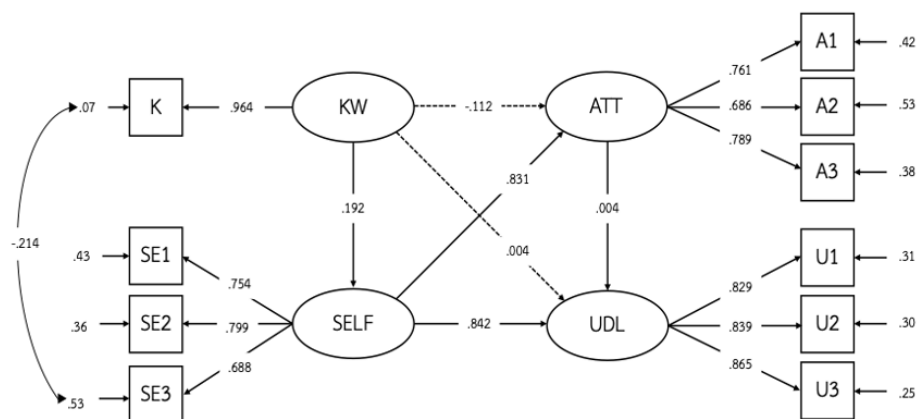 A1
.42
.761
.07
K
.964
KW
-.112
ATT
.686
A2
.53
.789
.831
A3
.38
.192
.004
-.214
.004
.43
SE1
U1
.31
.754
.829
.36
SE2
.799
SELF
.842
UDL
.839
U2
.30
.688
.865
.53
SE3
U3
.25